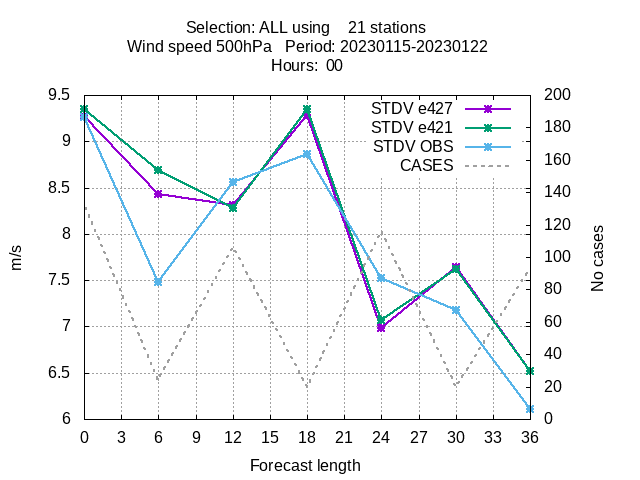 Selection: ALL using 21 stations
Wind speed 500hPa Period: 20230115-20230122
Hours: 00
STDV e427
STDV e421
STDV OBS
CASES
9.5
9
8.5
8
7.5
7
6.5
6
m/s
200
180
160
140
120
100
80
60
40
20
0
No cases
0 3 6 9 12 15 18 21 24 27 30 33 36
Forecast length